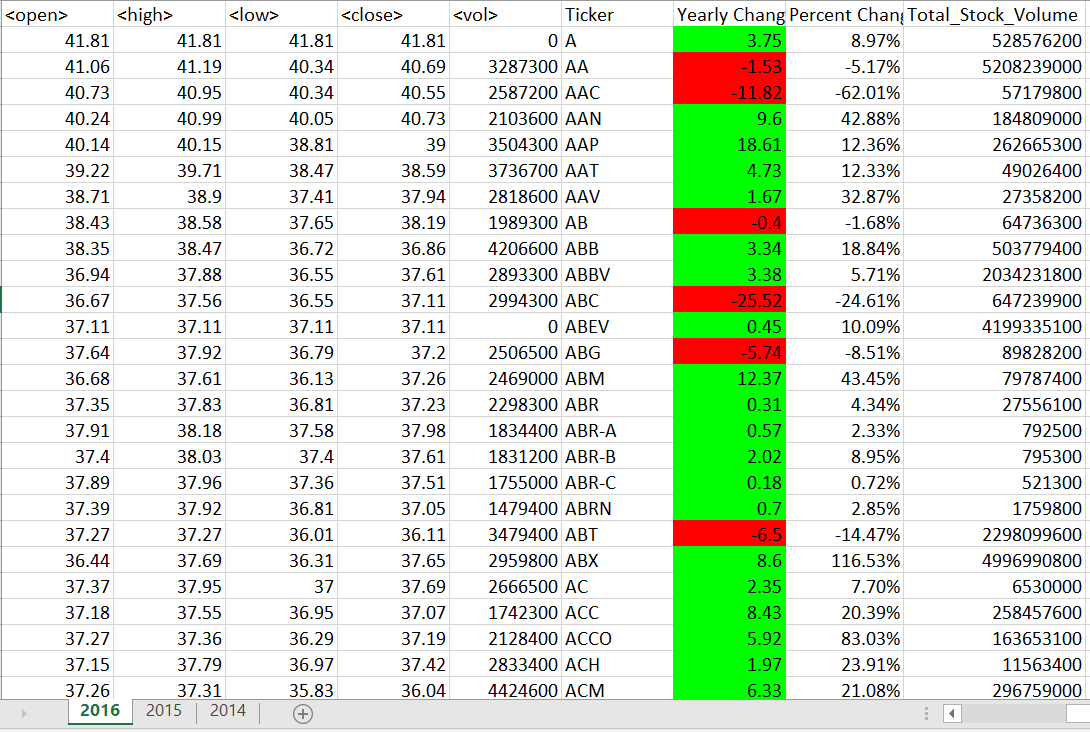 <open> <high> <low> <close> <vol> Ticker Yearly Chang Percent Chang Total_Stock_Volume
41.81 41.81 41.81 41.81 0 A 3.75 8.97% 528576200
41.06 41.19 40.34 40.69 3287300 AA -1.53 -5.17% 5208239000
40.73 40.95 40.34 40.55 2587200 AAC -11.82 -62.01% 57179800
40.24 40.99 40.05 40.73 2103600 AAN 9.6 42.88% 184809000
40.14 40.15 38.81 39 3504300 AAP 18.61 12.36% 262665300
39.22 39.71 38.47 38.59 3736700 AAT 4.73 12.33% 49026400
38.71 38.9 37.41 37.94 2818600 AAV 1.67 32.87% 27358200
38.43 38.58 37.65 38.19 1989300 AB -0.4 -1.68% 64736300
38.35 38.47 36.72 36.86 4206600 ABB 3.34 18.84% 503779400
36.94 37.88 36.55 37.61 2893300 ABBV 3.38 5.71% 2034231800
36.67 37.56 36.55 37.11 2994300 ABC -25.52 -24.61% 647239900
37.11 37.11 37.11 37.11 0 ABEV 0.45 10.09% 4199335100
37.64 37.92 36.79 37.2 2506500 ABG -5.74 -8.51% 89828200
36.68 37.61 36.13 37.26 2469000 ABM 12.37 43.45% 79787400
37.35 37.83 36.81 37.23 2298300 ABR 0.31 4.34% 27556100
37.91 38.18 37.58 37.98 1834400 ABR-A 0.57 2.33% 792500
37.4 38.03 37.4 37.61 1831200 ABR-B 2.02 8.95% 795300
37.89 37.96 37.36 37.51 1755000 ABR-C 0.18 0.72% 521300
37.39 37.92 36.81 37.05 1479400 ABRN 0.7 2.85% 1759800
37.27 37.27 36.01 36.11 3479400 ABT -6.5 -14.47% 2298099600
36.44 37.69 36.31 37.65 2959800 ABX 8.6 116.53% 4996990800
37.37 37.95 37 37.69 2666500 AC 2.35 7.70% 6530000
37.18 37.55 36.95 37.07 1742300 ACC 8.43 20.39% 258457600
37.27 37.36 36.29 37.19 2128400 ACCO 5.92 83.03% 163653100
37.15 37.79 36.97 37.42 2833400 ACH 1.97 23.91% 11563400
37.26 37.31 35.83 36.04 4424600 ACM 6.33 21.08% 296759000
2016 2015 2014